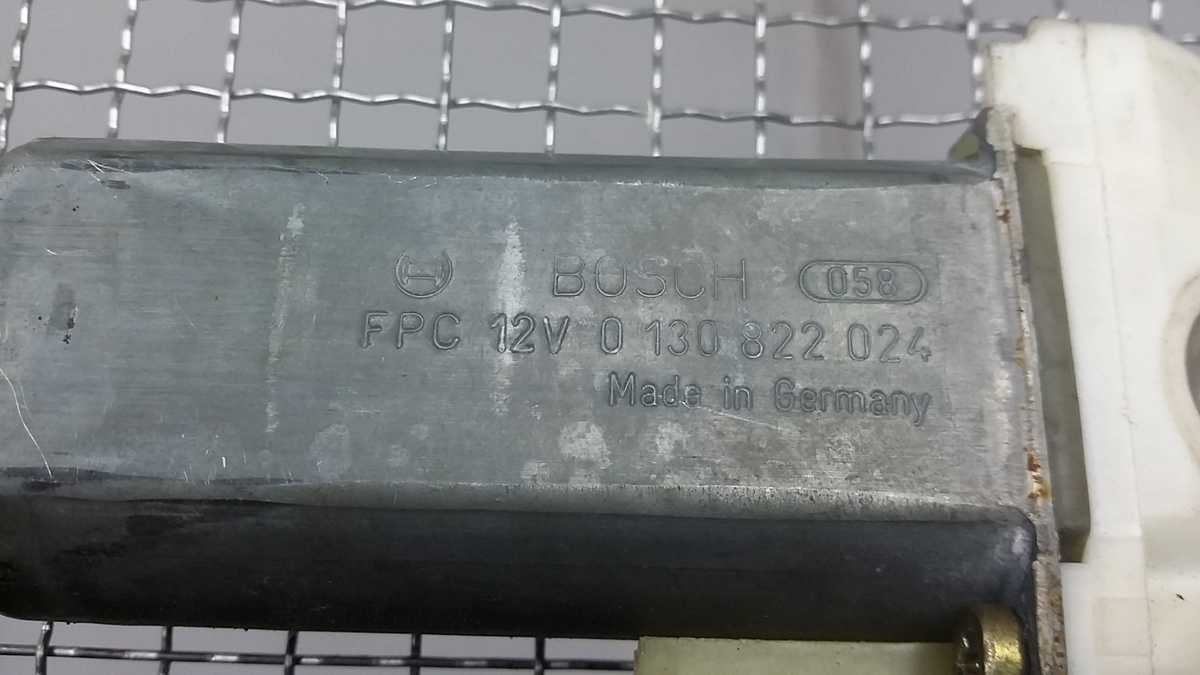 BOSCH 058
FPC 12V 0 130 822 024
Made in Germany